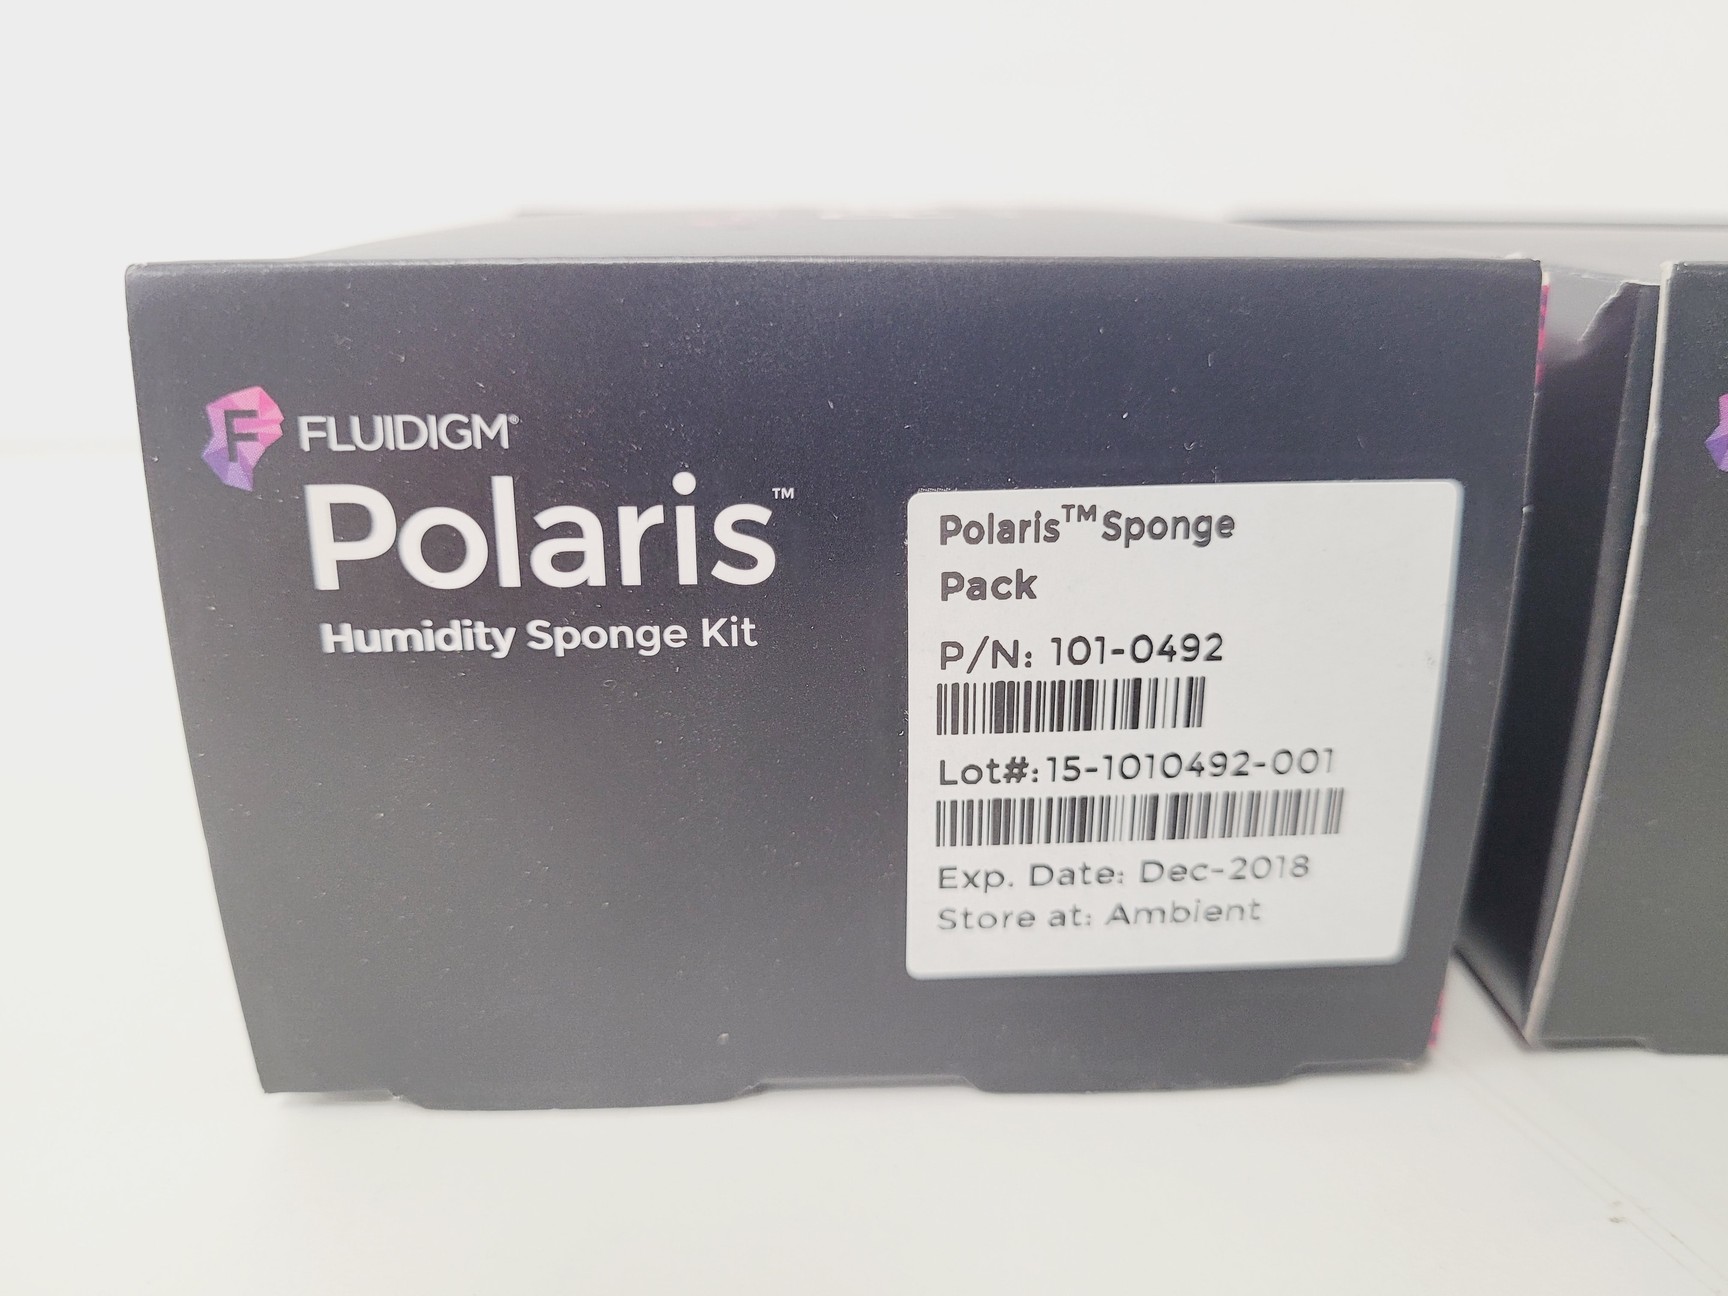 FLUIDIGM®
Polaris™
Humidity Sponge Kit
Polaris™ Sponge
Pack
P/N: 101-0492
Lot#: 15-1010492-001
Exp. Date: Dec-2018
Store at: Ambient